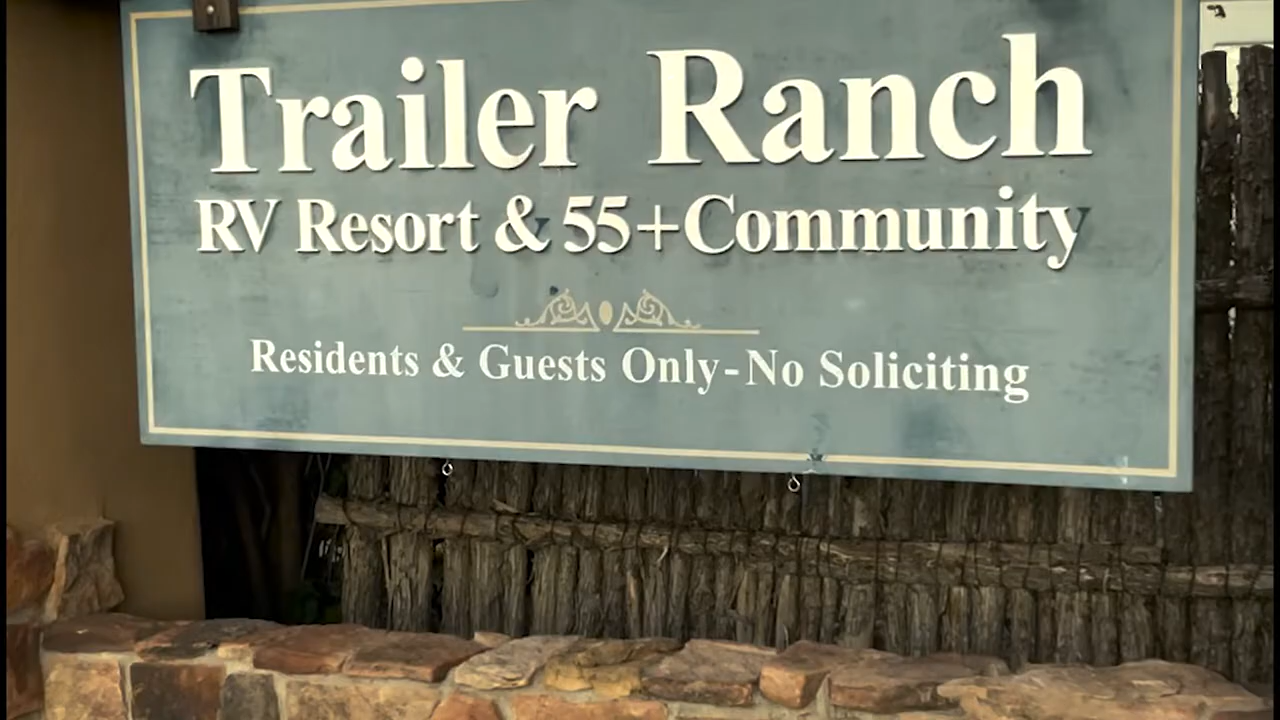 Trailer Ranch
RV Resort & 55+Community
Residents & Guests Only-No Soliciting